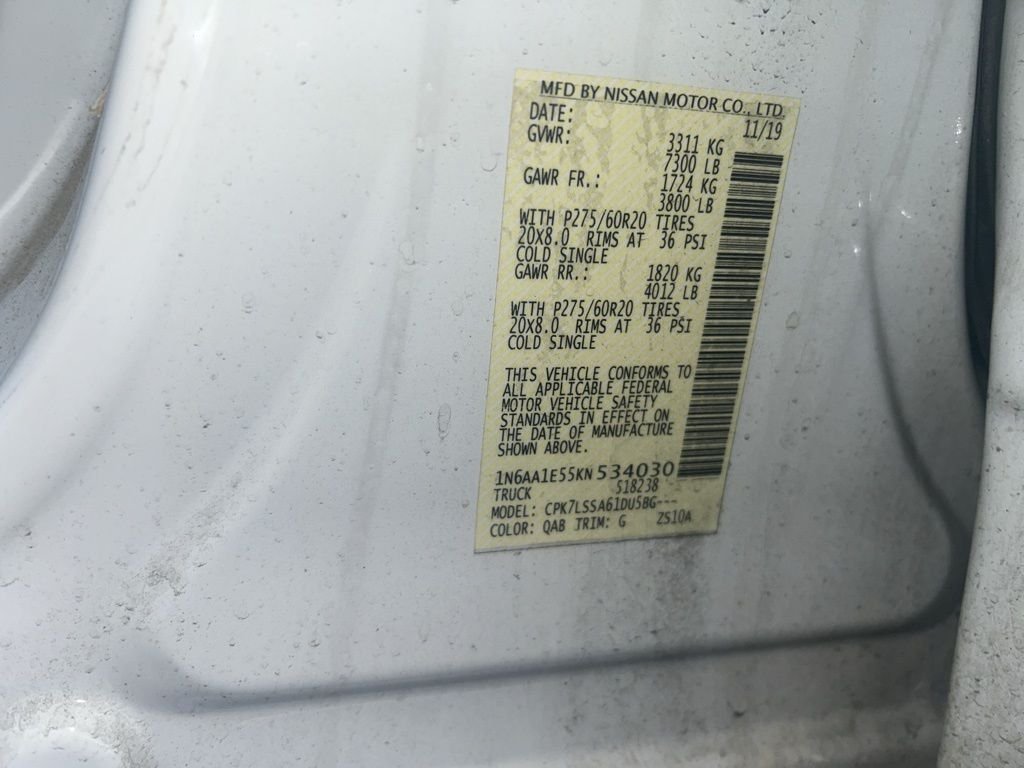 MFD BY NISSAN MOTOR CO., LTD.
DATE: 11/19
GVWR: 3311 KG
7300 LB
GAWR FR.: 1724 KG
3800 LB
WITH P275/60R20 TIRES
20X8.0 RIMS AT 36 PSI
COLD SINGLE
GAWR RR.: 1820 KG
4012 LB
WITH P275/60R20 TIRES
20X8.0 RIMS AT 36 PSI
COLD SINGLE
THIS VEHICLE CONFORMS TO
ALL APPLICABLE FEDERAL
MOTOR VEHICLE SAFETY
STANDARDS IN EFFECT ON
THE DATE OF MANUFACTURE
SHOWN ABOVE.
1N6AA1E55KN534030
TRUCK 518238
MODEL: CPK7LSSA61DU5BG---
COLOR: QAB TRIM: G ZS10A